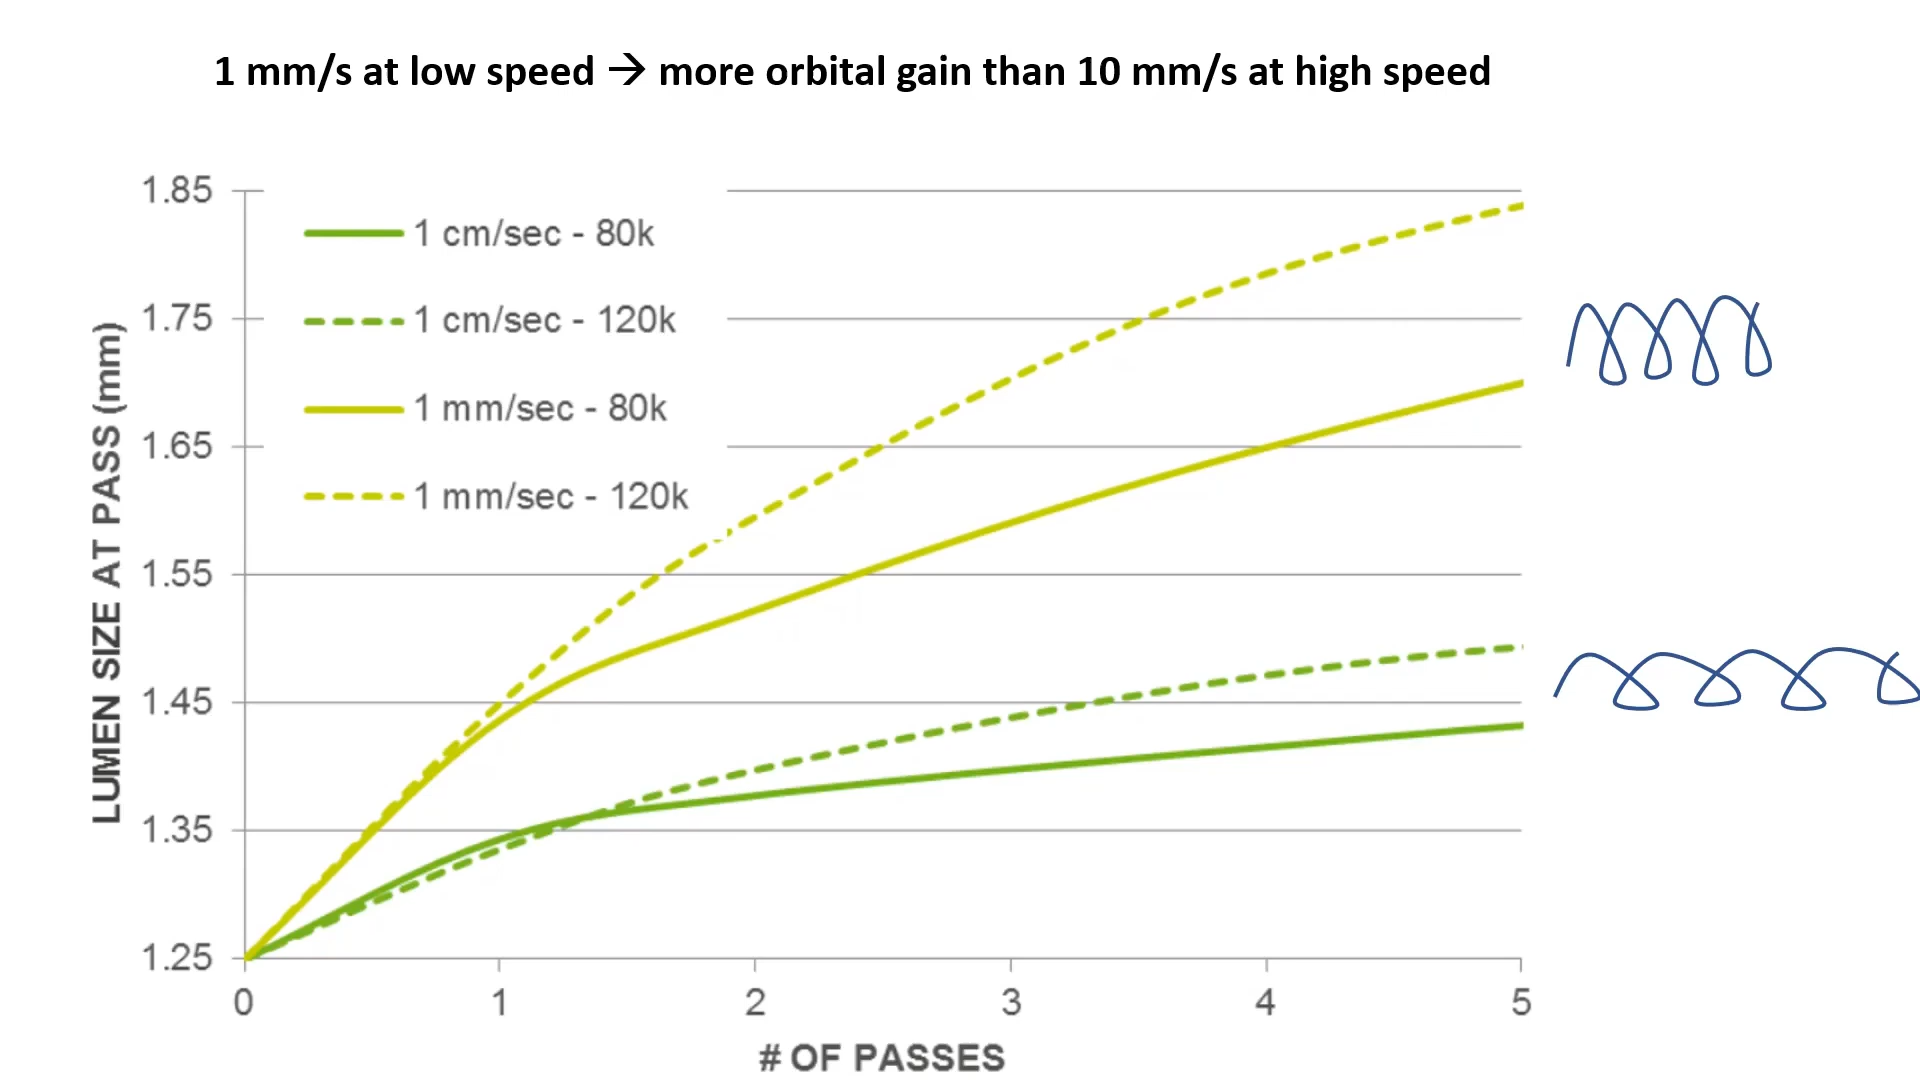 1 mm/s at low speed → more orbital gain than 10 mm/s at high speed
1.85
1.75
1.65
1.55
1.45
1.35
1.25
LUMEN SIZE AT PASS (mm)
1 cm/sec - 80k
1 cm/sec - 120k
1 mm/sec - 80k
1 mm/sec - 120k
0 1 2 3 4 5
# OF PASSES